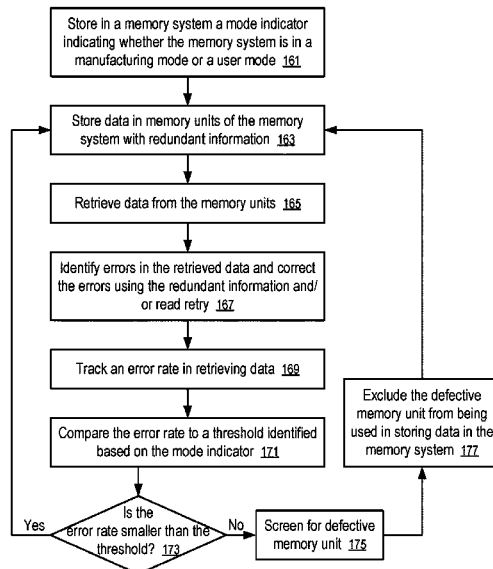 Store in a memory system a mode indicator
indicating whether the memory system is in a
manufacturing mode or a user mode 161
Store data in memory units of the memory
system with redundant information 163
Retrieve data from the memory units 165
Identify errors in the retrieved data and correct
the errors using the redundant information and/
or read retry 167
Track an error rate in retrieving data 169
Compare the error rate to a threshold identified
based on the mode indicator 171
Is the
error rate smaller than the
threshold? 173
Yes
No
Screen for defective
memory unit 175
Exclude the defective
memory unit from being
used in storing data in the
memory system 177